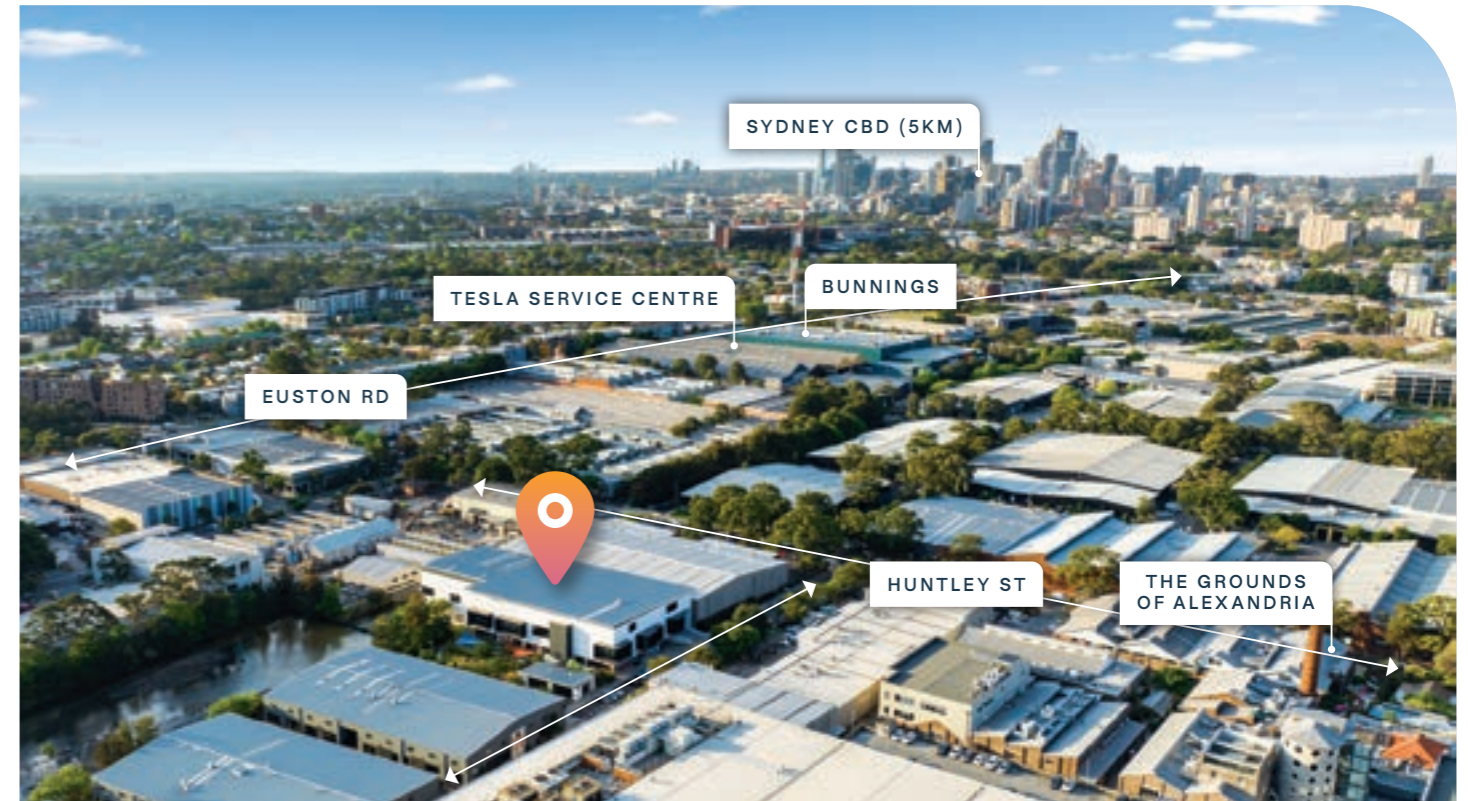 SYDNEY CBD (5KM)
TESLA SERVICE CENTRE
BUNNINGS
EUSTON RD
HUNTLEY ST
THE GROUNDS
OF ALEXANDRIA